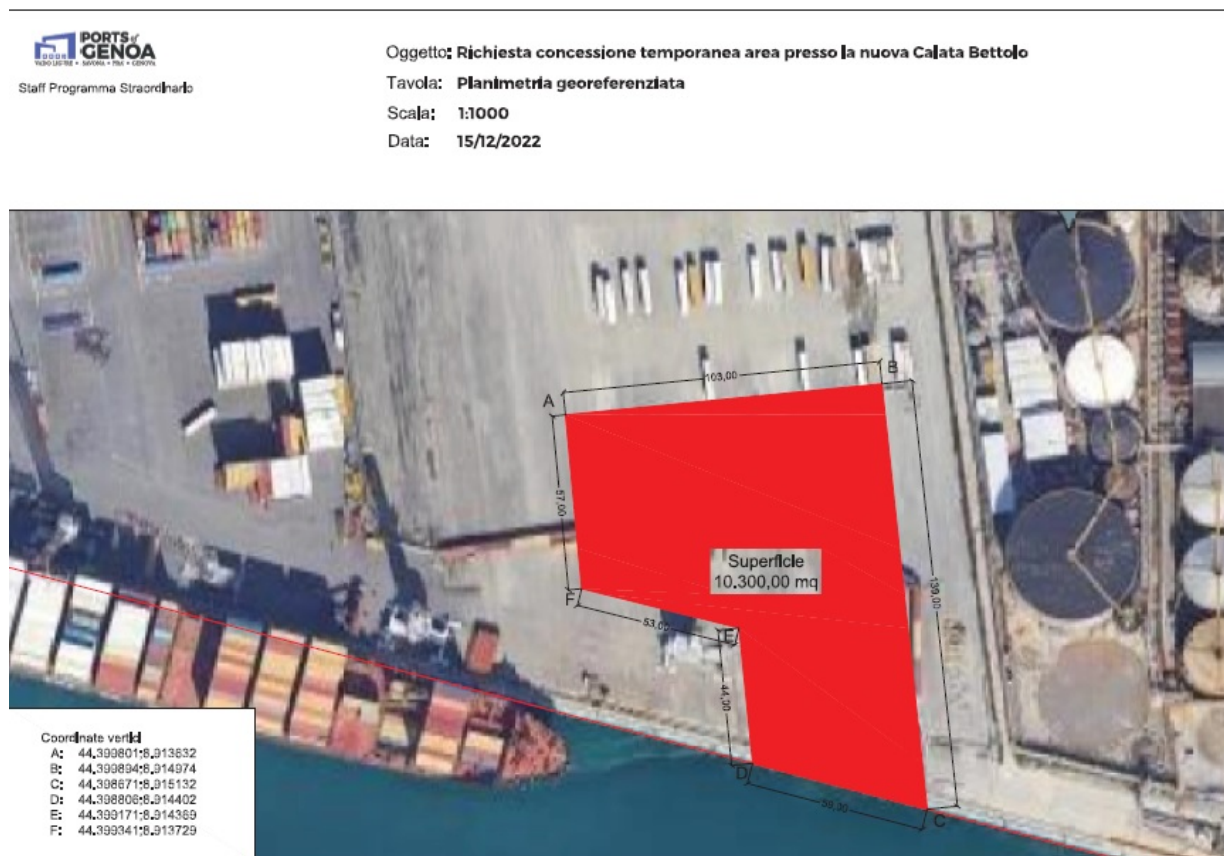 PORTS of
GENOA
VADO LIGURE • SAVONA • PRA • GENOVA
Staff Programma Straordinario
Oggetto: Richiesta concessione temporanea area presso la nuova Calata Bettolo
Tavola: Planimetria georeferenziata
Scala: 1:1000
Data: 15/12/2022
103,00
B
A
57,00
Superficie
10.300,00 mq
139,00
F
53,00
E
44,00
D
59,00
C
Coordinate vertici
A: 44.399801;8.913632
B: 44.399894;8.914974
C: 44.398671;8.915132
D: 44.398806;8.914402
E: 44.399171;8.914369
F: 44.399341;8.913729